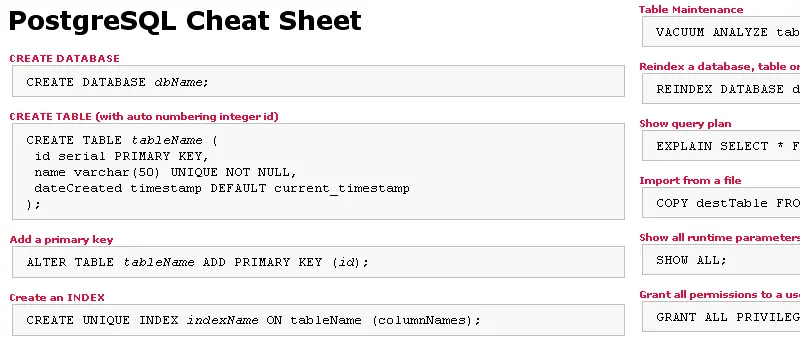 PostgreSQL Cheat Sheet
CREATE DATABASE
CREATE DATABASE dbName;
CREATE TABLE (with auto numbering integer id)
CREATE TABLE tableName (
id serial PRIMARY KEY,
name varchar(50) UNIQUE NOT NULL,
dateCreated timestamp DEFAULT current_timestamp
);
Add a primary key
ALTER TABLE tableName ADD PRIMARY KEY (id);
Create an INDEX
CREATE UNIQUE INDEX indexName ON tableName (columnNames);
Table Maintenance
VACUUM ANALYZE tab
Reindex a database, table or
REINDEX DATABASE d
Show query plan
EXPLAIN SELECT * F
Import from a file
COPY destTable FRO
Show all runtime parameters
SHOW ALL;
Grant all permissions to a use
GRANT ALL PRIVILEG